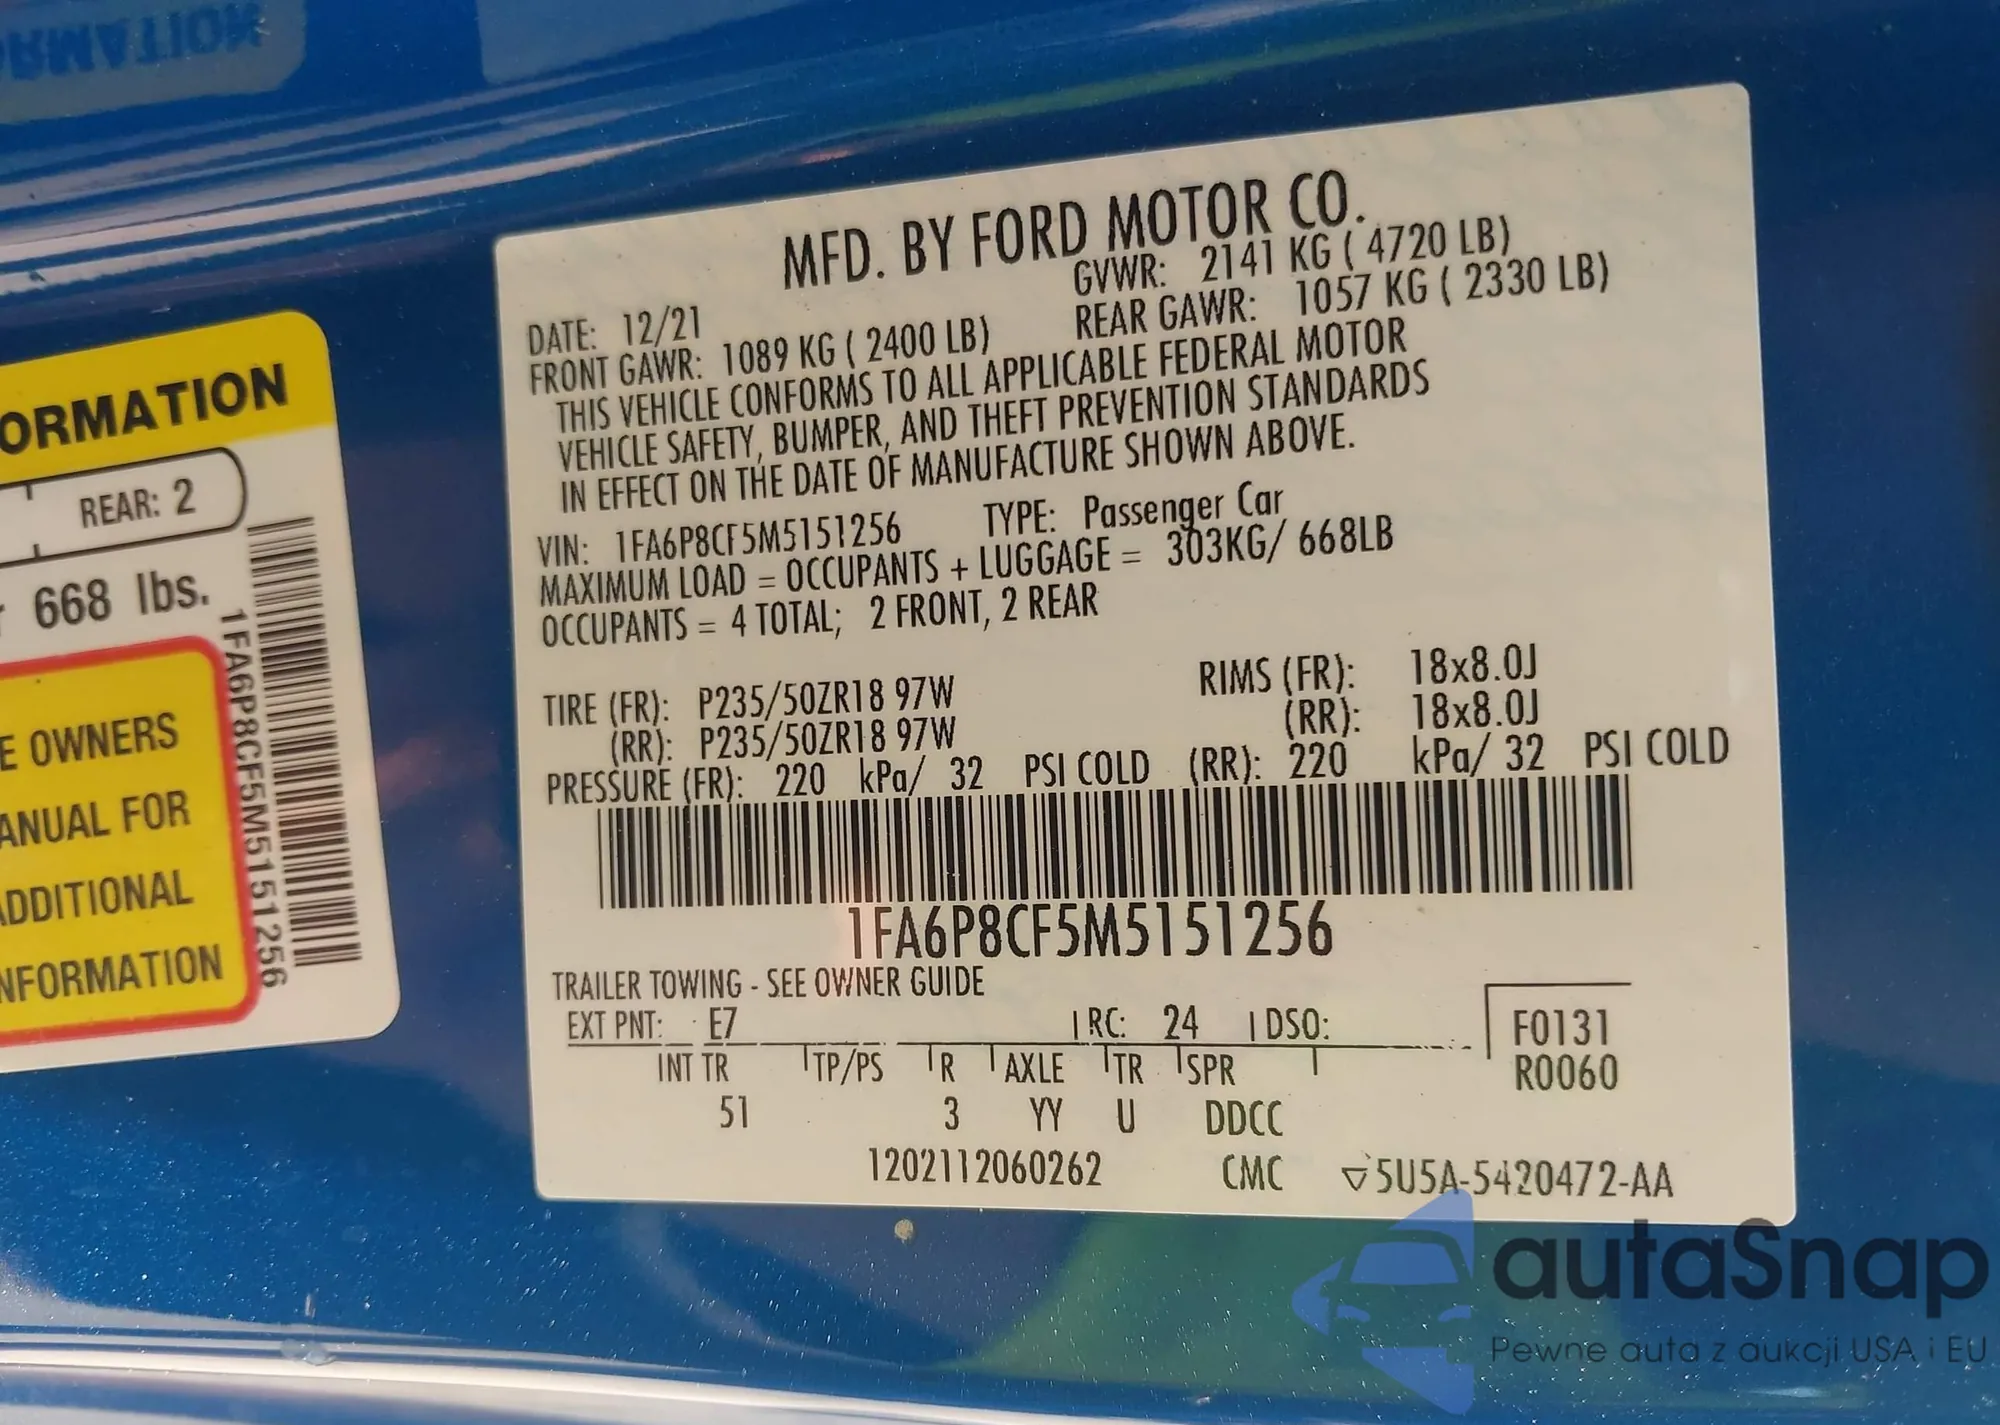 ORMATION
ORMATION
REAR: 2
668 lbs.
E OWNERS
ANUAL FOR
ADDITIONAL
NFORMATION
1FA6P8CF5M5151256
MFD. BY FORD MOTOR CO.
DATE: 12/21
GVWR: 2141 KG ( 4720 LB)
FRONT GAWR: 1089 KG ( 2400 LB)
REAR GAWR: 1057 KG ( 2330 LB)
THIS VEHICLE CONFORMS TO ALL APPLICABLE FEDERAL MOTOR
VEHICLE SAFETY, BUMPER, AND THEFT PREVENTION STANDARDS
IN EFFECT ON THE DATE OF MANUFACTURE SHOWN ABOVE.
VIN: 1FA6P8CF5M5151256 TYPE: Passenger Car
MAXIMUM LOAD = OCCUPANTS + LUGGAGE = 303KG/ 668LB
OCCUPANTS = 4 TOTAL; 2 FRONT, 2 REAR
TIRE (FR): P235/50ZR18 97W RIMS (FR): 18x8.0J
(RR): P235/50ZR18 97W (RR): 18x8.0J
PRESSURE (FR): 220 kPa/ 32 PSI COLD (RR): 220 kPa/ 32 PSI COLD
1FA6P8CF5M5151256
TRAILER TOWING - SEE OWNER GUIDE
EXT PNT: E7 RC: 24 DSO: F0131
INT TR TP/PS R AXLE TR SPR R0060
51 3 YY U DDCC
1202112060262 CMC ▽5U5A-5420472-AA
autaSnap
Pewne auta z aukcji USA i EU